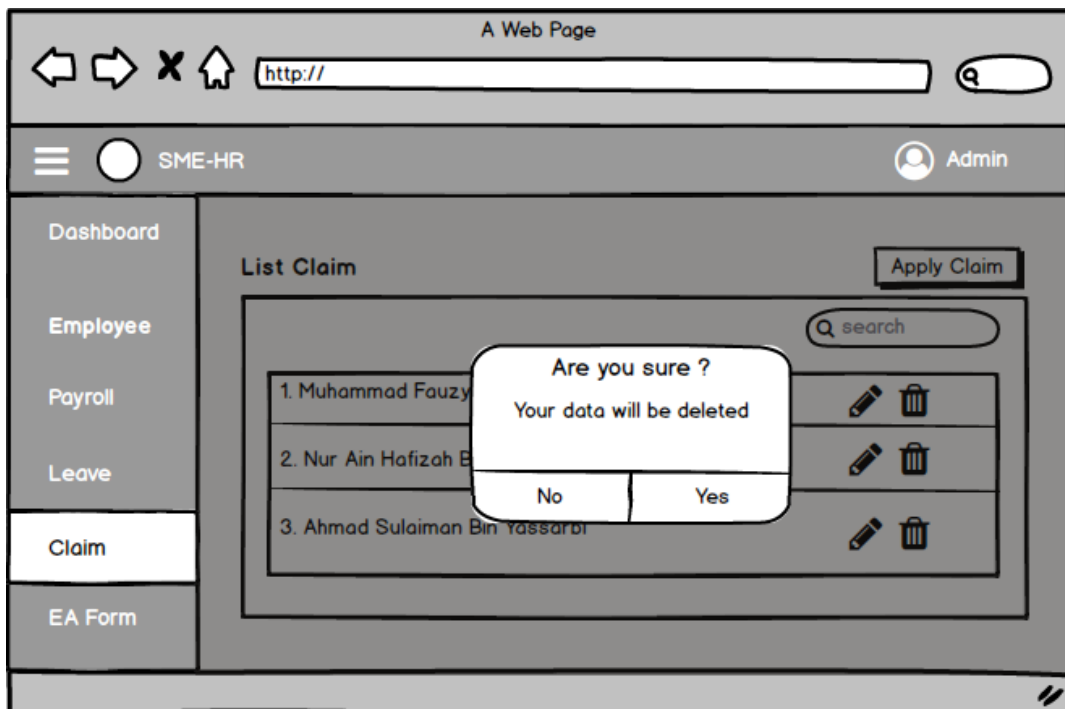 A Web Page
http://
SME-HR
Admin
Dashboard
Employee
Payroll
Leave
Claim
EA Form
List Claim
Apply Claim
search
1. Muhammad Fauzy
2. Nur Ain Hafizah B
3. Ahmad Sulaiman Bin Yassarbi
Are you sure ?
Your data will be deleted
No Yes